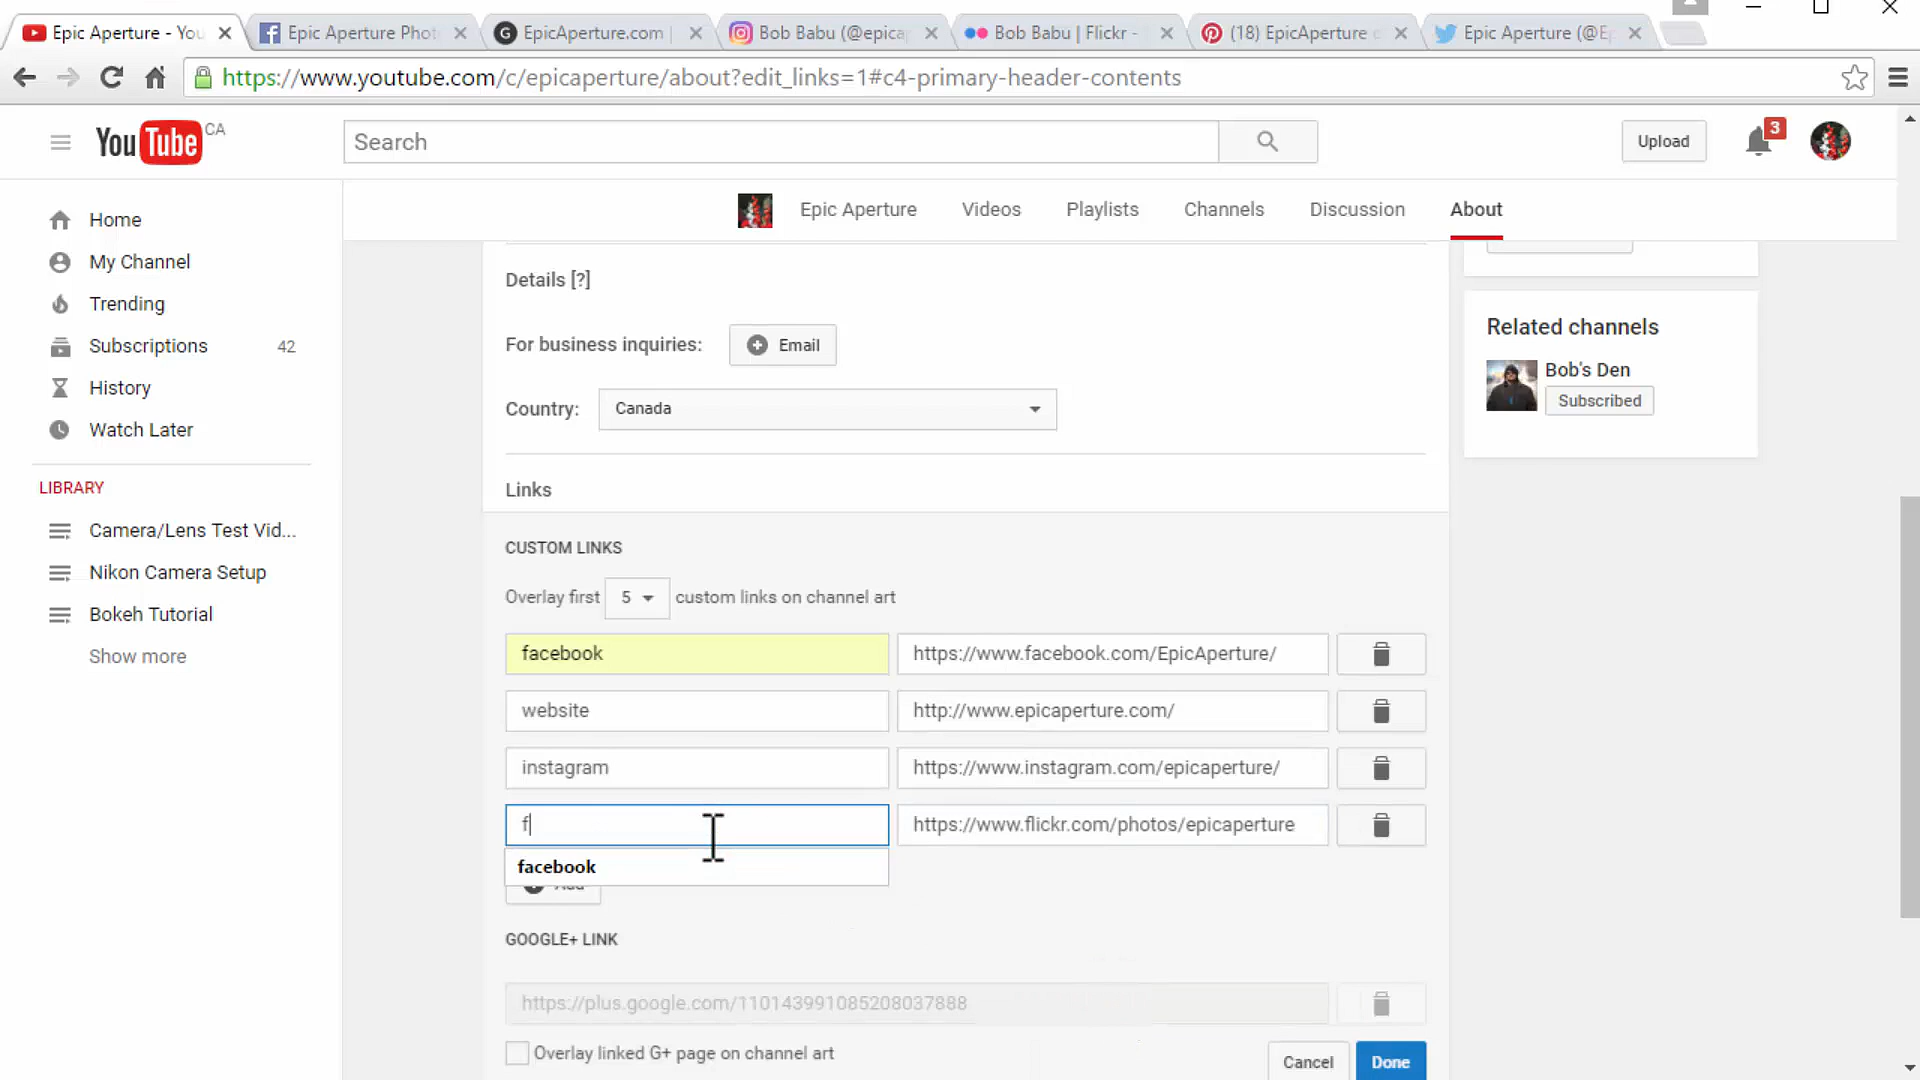 Epic Aperture - You
Epic Aperture Phot
EpicAperture.com |
Bob Babu (@epica
Bob Babu | Flickr -
(18) EpicAperture
Epic Aperture (@E
https://www.youtube.com/c/epicaperture/about?edit_links=1#c4-primary-header-contents
YouTube CA
Search
Upload
3
Epic Aperture
Videos
Playlists
Channels
Discussion
About
Home
My Channel
Trending
Subscriptions 42
History
Watch Later
LIBRARY
Camera/Lens Test Vid...
Nikon Camera Setup
Bokeh Tutorial
Show more
Details [?]
For business inquiries: Email
Country: Canada
Links
CUSTOM LINKS
Overlay first 5 custom links on channel art
facebook https://www.facebook.com/EpicAperture/
website http://www.epicaperture.com/
instagram https://www.instagram.com/epicaperture/
f https://www.flickr.com/photos/epicaperture
facebook
Add
GOOGLE+ LINK
https://plus.google.com/110143991085208037888
Overlay linked G+ page on channel art
Cancel Done
Related channels
Bob's Den
Subscribed